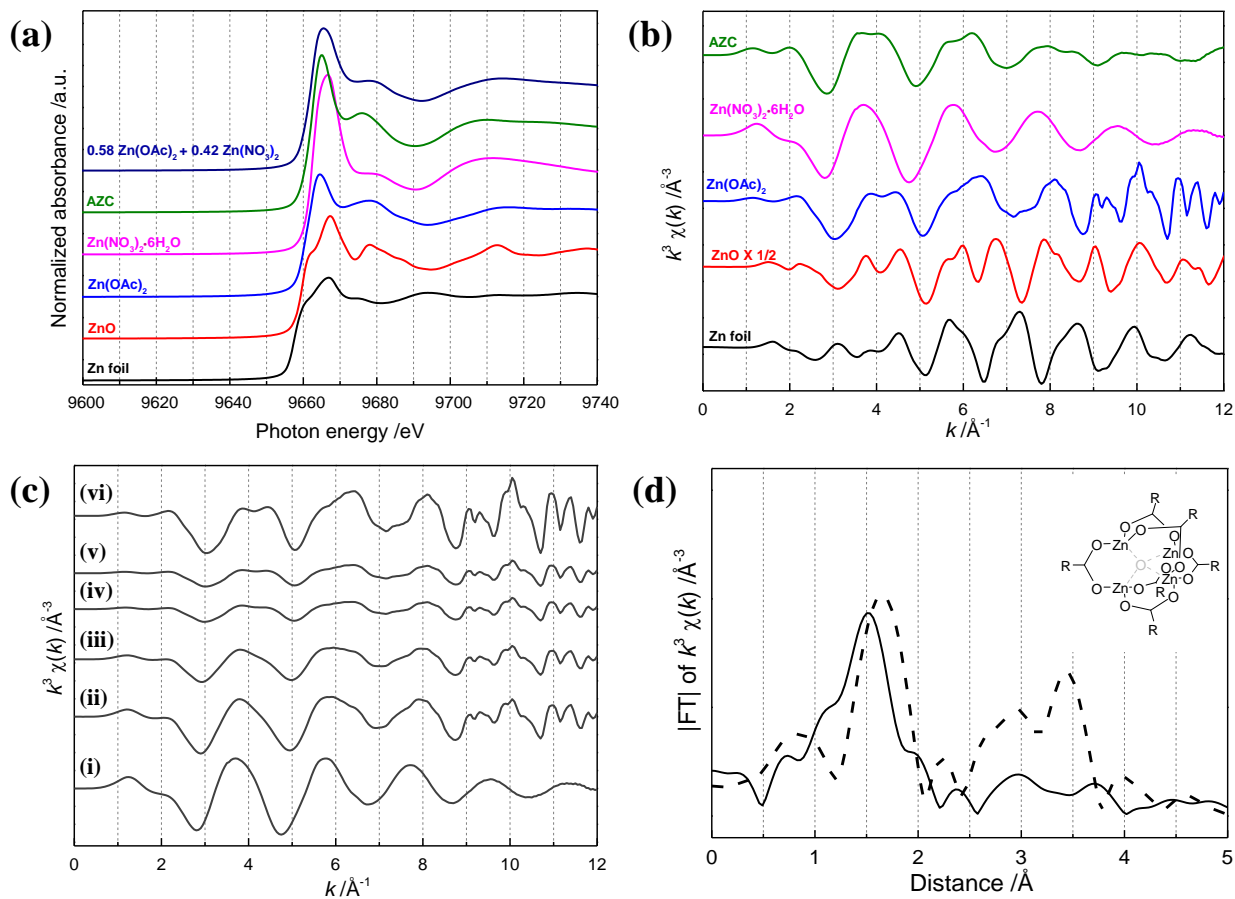 (a)
Normalized absorbance /a.u.
0.58 Zn(OAc)₂ + 0.42 Zn(NO₃)₂
AZC
Zn(NO₃)₂·6H₂O
Zn(OAc)₂
ZnO
Zn foil
9600 9620 9640 9660 9680 9700 9720 9740
Photon energy /eV
(b)
k³ χ(k) /Å⁻³
AZC
Zn(NO₃)₂·6H₂O
Zn(OAc)₂
ZnO X 1/2
Zn foil
0 2 4 6 8 10 12
k /Å⁻¹
(c)
k³ χ(k) /Å⁻³
(vi)
(v)
(iv)
(iii)
(ii)
(i)
0 2 4 6 8 10 12
k /Å⁻¹
(d)
|FT| of k³ χ(k) /Å⁻³
R
R
O O O
O Zn O
R Zn O R
O O O
Zn O R Zn O
O O
R R
0 1 2 3 4 5
Distance /Å